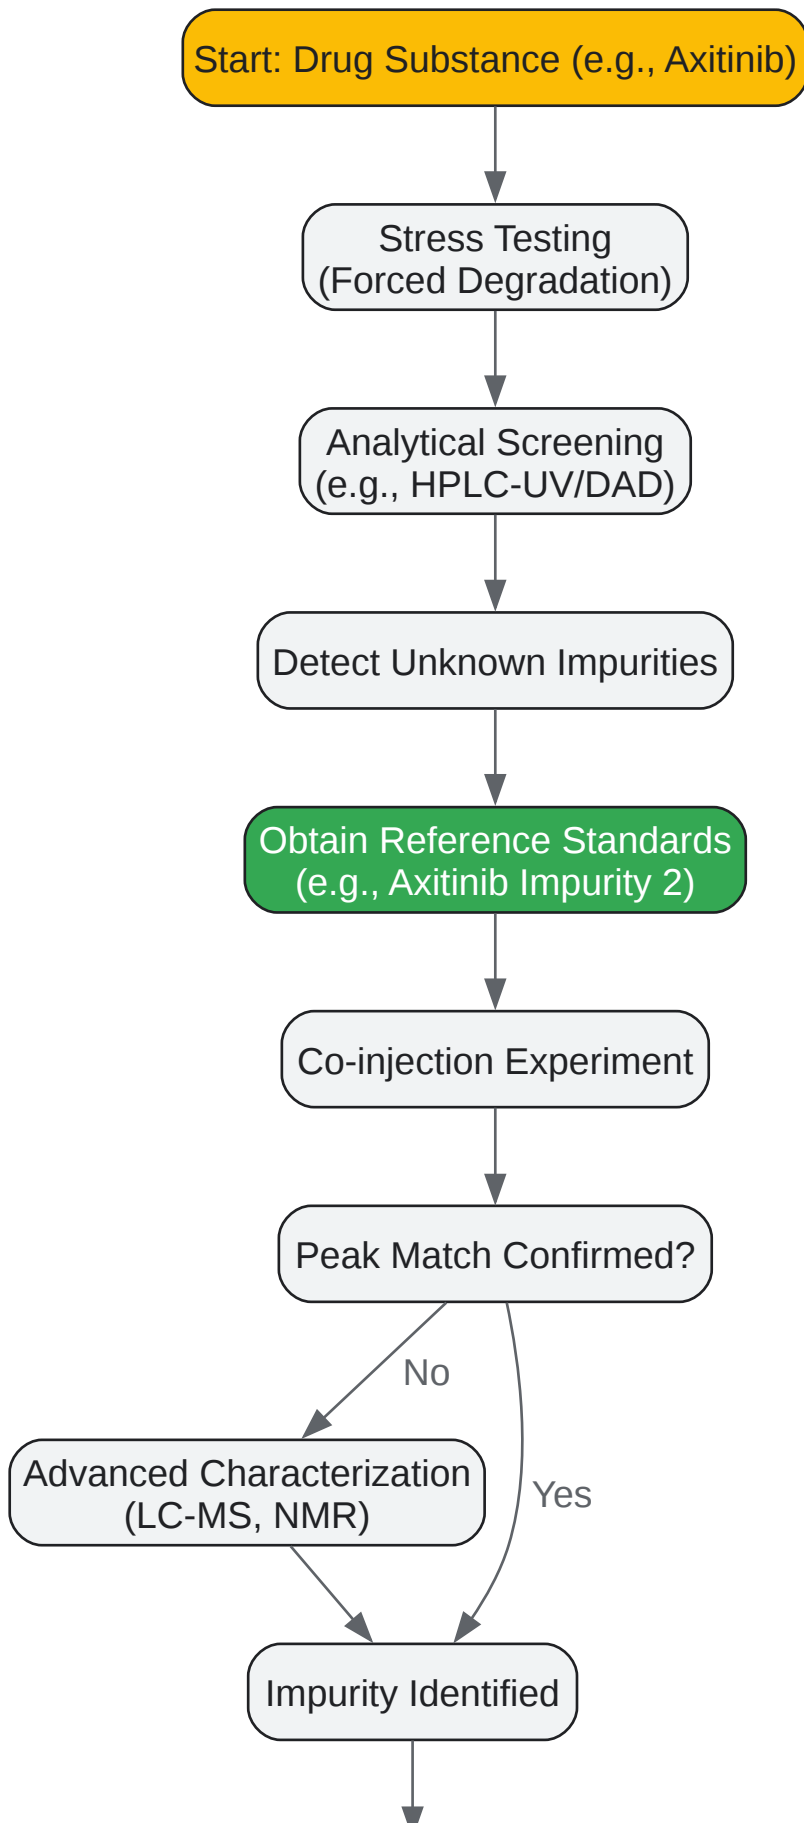 Start: Drug Substance (e.g., Axitinib)
Stress Testing
(Forced Degradation)
Analytical Screening
(e.g., HPLC-UV/DAD)
Detect Unknown Impurities
Obtain Reference Standards
(e.g., Axitinib Impurity 2)
Co-injection Experiment
Peak Match Confirmed?
No
Advanced Characterization
(LC-MS, NMR)
Yes
Impurity Identified